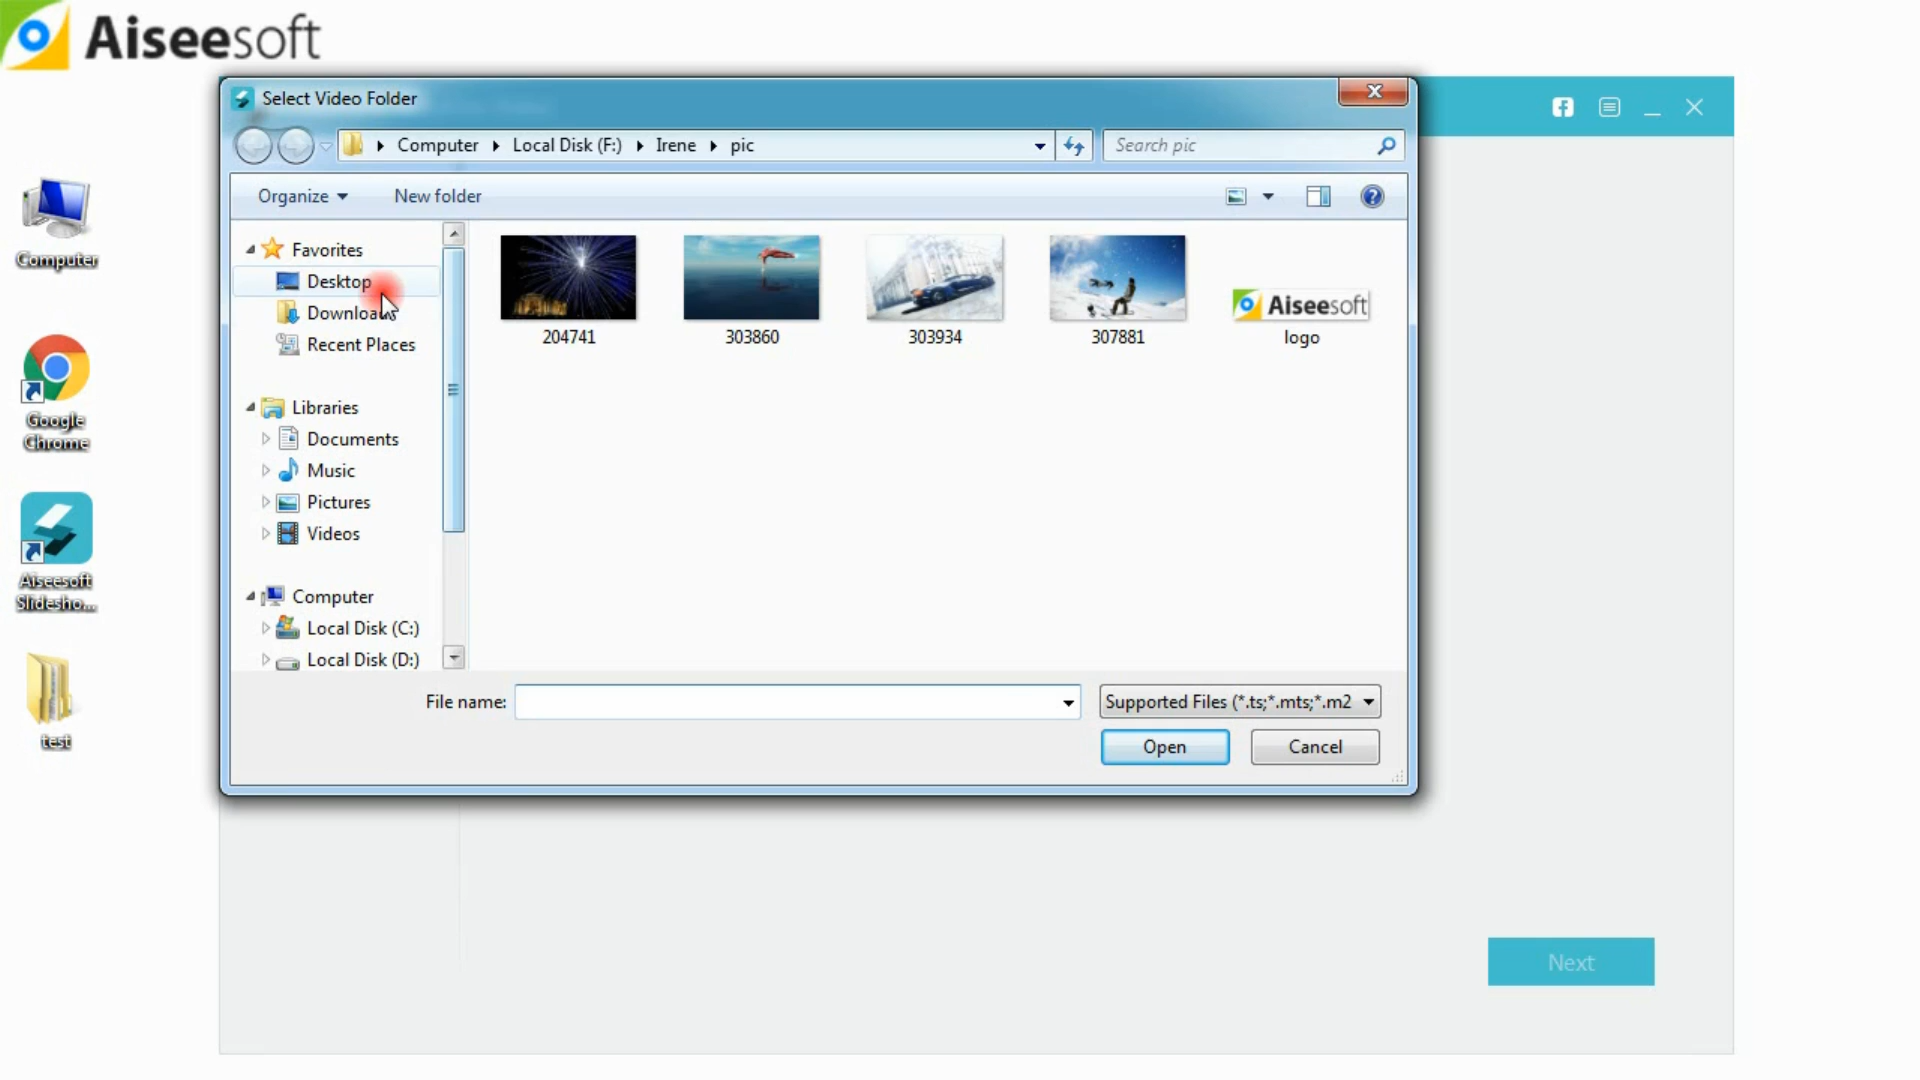 Aiseesoft
Select Video Folder
Computer Local Disk (F:) Irene pic
Search pic
Organize
New folder
Favorites
Desktop
Downloads
Recent Places
Libraries
Documents
Music
Pictures
Videos
Computer
Local Disk (C:)
Local Disk (D:)
204741
303860
303934
307881
Aiseesoft
logo
File name:
Supported Files (*.ts;*.mts;*.m2
Open
Cancel
Computer
Google
Chrome
Aiseesoft
Slidesho...
test
Next